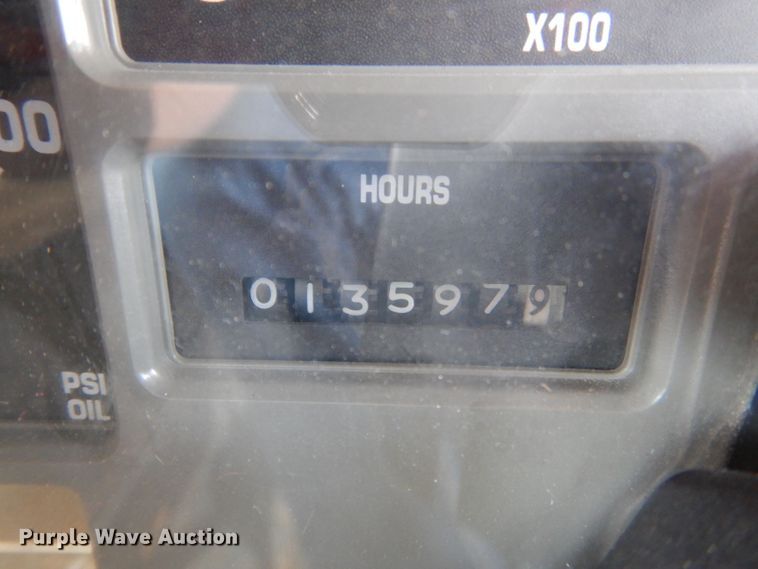 X100
00
HOURS
0135979
PSI
OIL
Purple Wave Auction